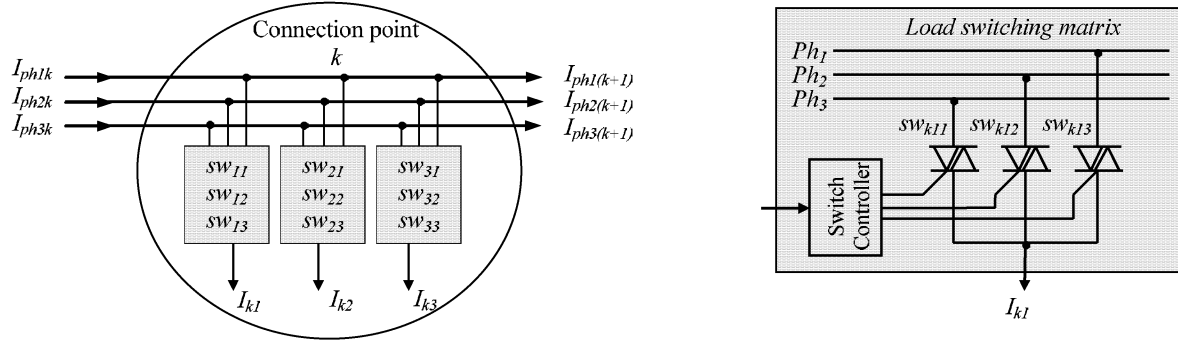 Connection point
k
I_ph1k
I_ph2k
I_ph3k
I_ph1(k+1)
I_ph2(k+1)
I_ph3(k+1)
sw_11
sw_12
sw_13
sw_21
sw_22
sw_23
sw_31
sw_32
sw_33
I_k1
I_k2
I_k3
Load switching matrix
Ph_1
Ph_2
Ph_3
sw_k11
sw_k12
sw_k13
Switch
Controller
I_k1